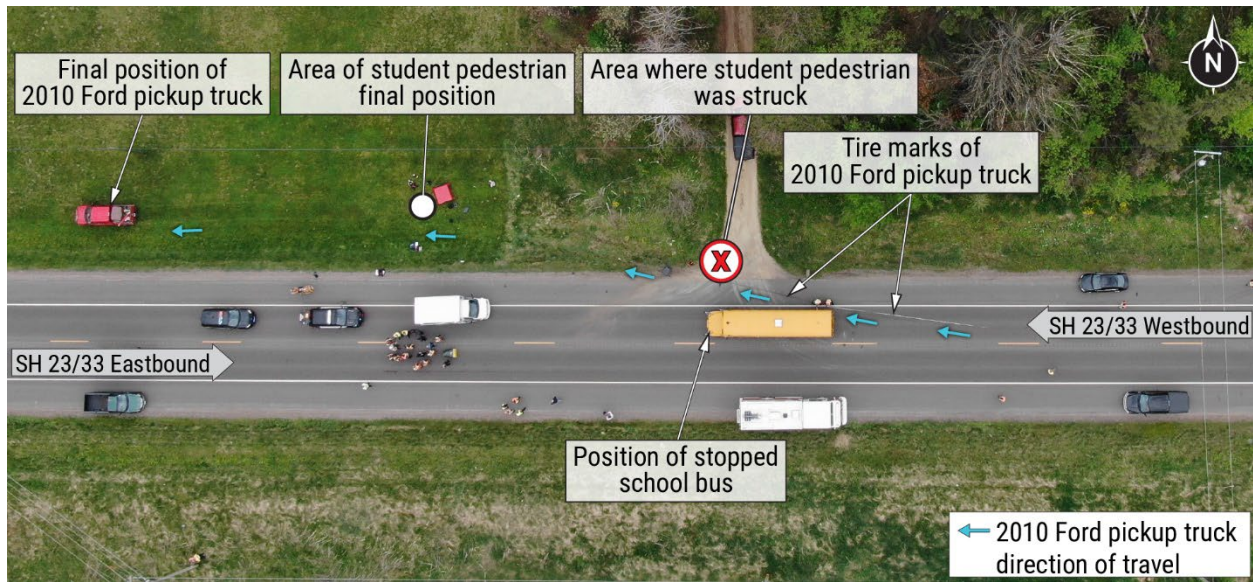 Final position of
2010 Ford pickup truck
Area of student pedestrian
final position
Area where student pedestrian
was struck
N
Tire marks of
2010 Ford pickup truck
X
SH 23/33 Westbound
SH 23/33 Eastbound
Position of stopped
school bus
2010 Ford pickup truck
direction of travel